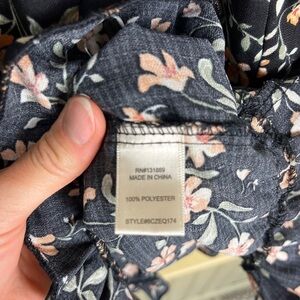 RN#131889
MADE IN CHINA
100% POLYESTER
STYLE#6CZEQ174